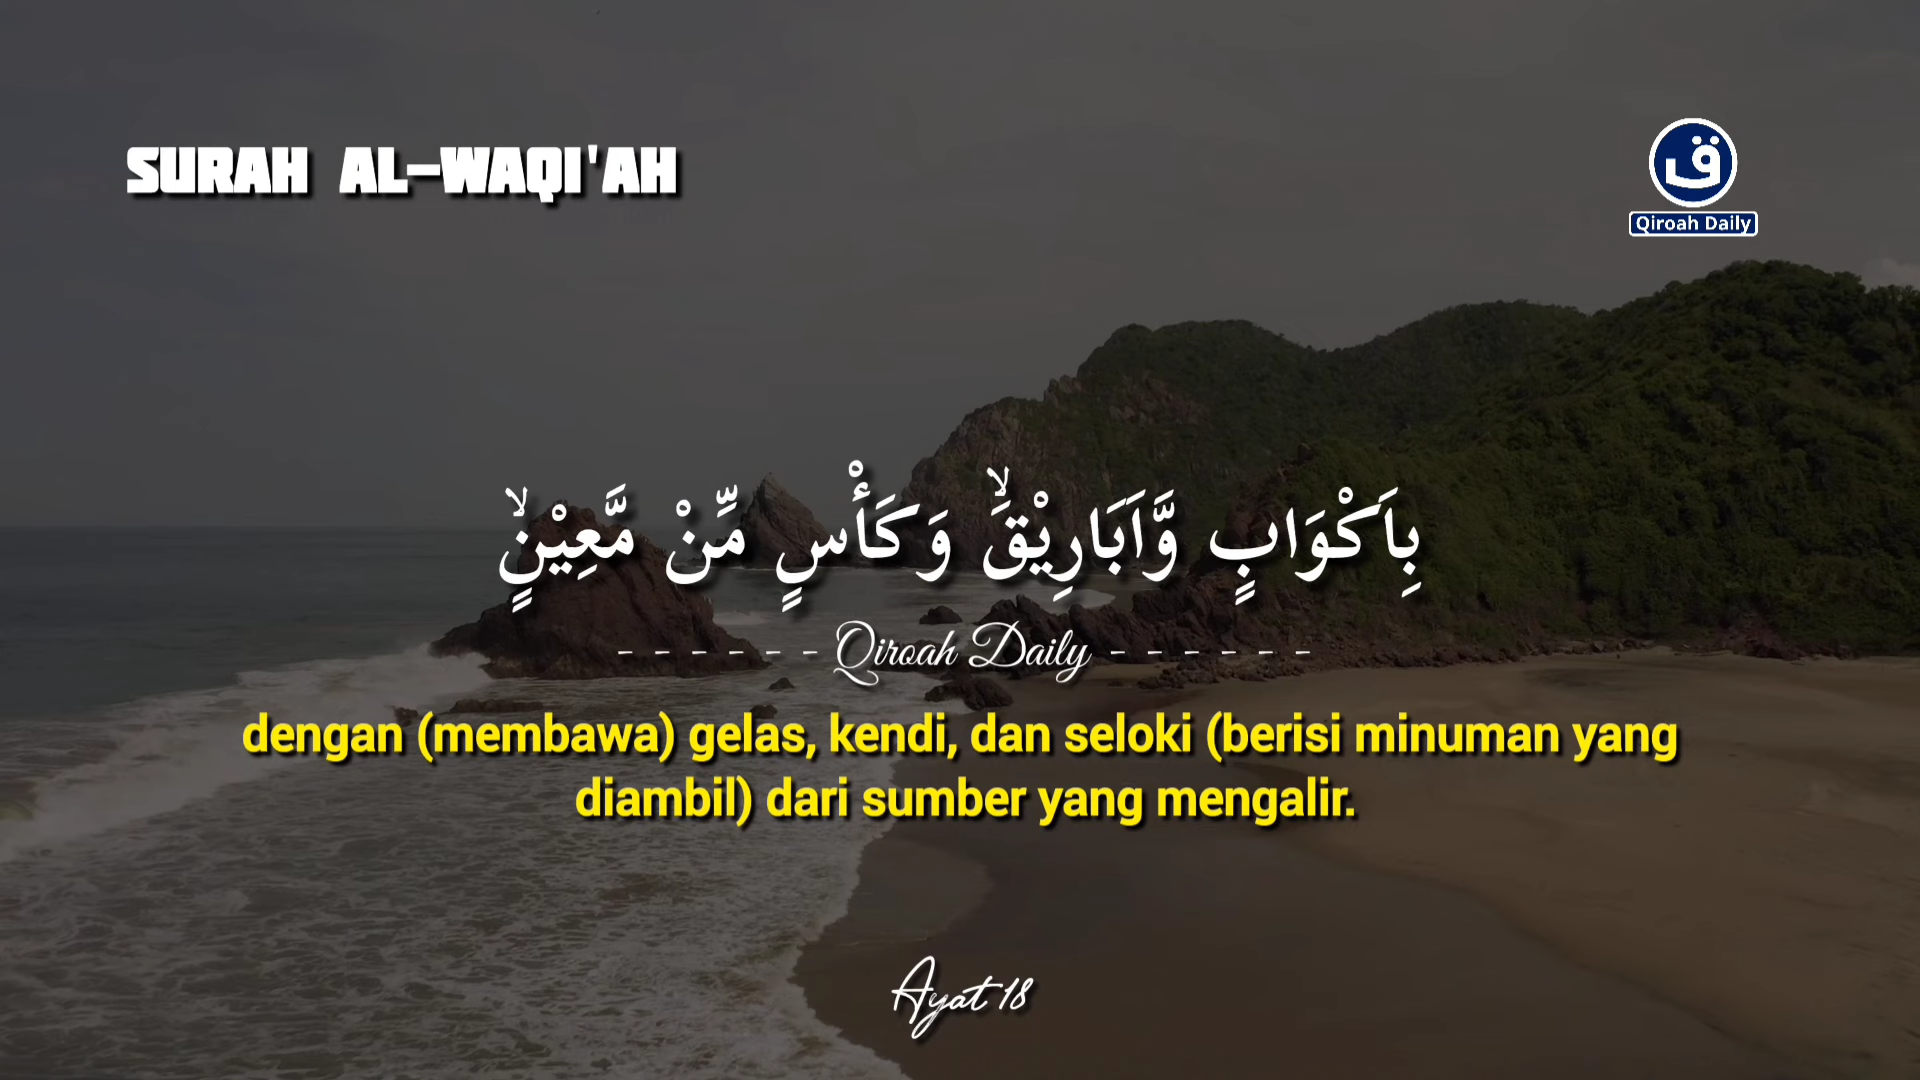 SURAH AL-WAQI'AH
ق
Qiroah Daily
بِاَكْوَابٍ وَّاَبَارِيْقَۙ وَكَأْسٍ مِّنْ مَّعِيْنٍۙ
- - - - - - Qiroah Daily - - - - - -
dengan (membawa) gelas, kendi, dan seloki (berisi minuman yang
diambil) dari sumber yang mengalir.
Ayat 18